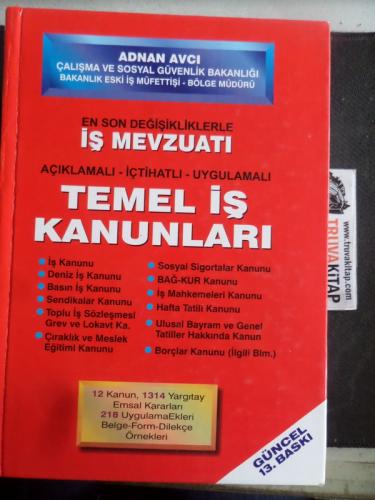 ADNAN AVCI
ÇALIŞMA VE SOSYAL GÜVENLİK BAKANLIĞI
BAKANLIK ESKİ İŞ MÜFETTİŞİ - BÖLGE MÜDÜRÜ
EN SON DEĞİŞİKLİKLERLE
İŞ MEVZUATI
AÇIKLAMALI - İÇTİHATLI - UYGULAMALI
TEMEL İŞ
KANUNLARI
İş Kanunu
Deniz İş Kanunu
Basın İş Kanunu
Sendikalar Kanunu
Toplu İş Sözleşmesi
Grev ve Lokavt Ka.
Çıraklık ve Meslek
Eğitimi Kanunu
Sosyal Sigortalar Kanunu
BAĞ-KUR Kanunu
İş Mahkemeleri Kanunu
Hafta Tatili Kanunu
Ulusal Bayram ve Genel
Tatiller Hakkında Kanun
Borçlar Kanunu (İlgili Blm.)
12 Kanun, 1314 Yargıtay
Emsal Kararları
218 UygulamaEkleri
Belge-Form-Dilekçe
Örnekleri
GÜNCEL
13. BASKI
TRUVAKITAP
www.truvakitap.com